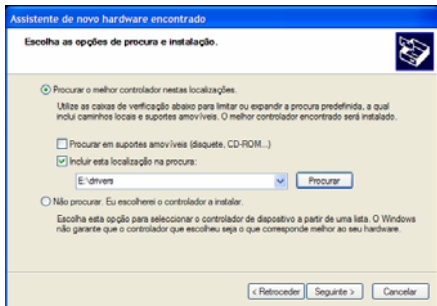 Assistente de novo hardware encontrado
Escolha as opções de procura e instalação.
Procurar o melhor controlador nestas localizações.
Utilize as caixas de verificação abaixo para limitar ou expandir a procura predefinida, a qual
inclui caminhos locais e suportes amovíveis. O melhor controlador encontrado será instalado.
Procurar em suportes amovíveis (disquete, CD-ROM...)
Incluir esta localização na procura:
E:\drivers
Procurar
Não procurar. Eu escolherei o controlador a instalar.
Escolha esta opção para seleccionar o controlador de dispositivo a partir de uma lista. O Windows
não garante que o controlador que escolheu seja o que corresponde melhor ao seu hardware.
< Retroceder
Seguinte >
Cancelar